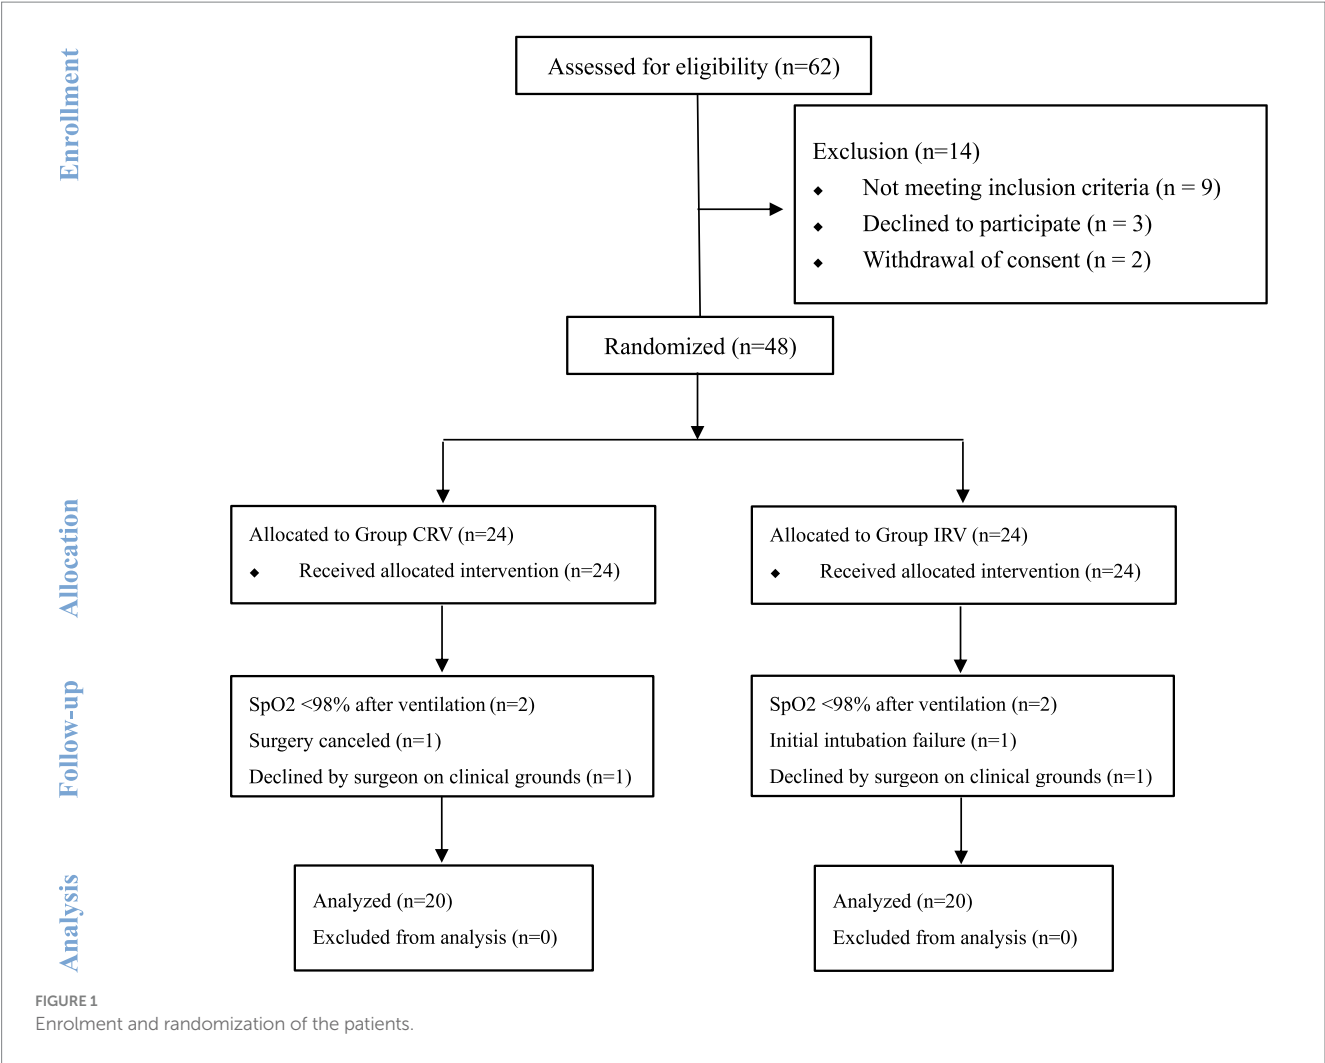 Enrollment
Assessed for eligibility (n=62)
Exclusion (n=14)
◆ Not meeting inclusion criteria (n = 9)
◆ Declined to participate (n = 3)
◆ Withdrawal of consent (n = 2)
Randomized (n=48)
Allocation
Allocated to Group CRV (n=24)
◆ Received allocated intervention (n=24)
Allocated to Group IRV (n=24)
◆ Received allocated intervention (n=24)
Follow-up
SpO2 <98% after ventilation (n=2)
Surgery canceled (n=1)
Declined by surgeon on clinical grounds (n=1)
SpO2 <98% after ventilation (n=2)
Initial intubation failure (n=1)
Declined by surgeon on clinical grounds (n=1)
Analysis
Analyzed (n=20)
Excluded from analysis (n=0)
Analyzed (n=20)
Excluded from analysis (n=0)
FIGURE 1
Enrolment and randomization of the patients.